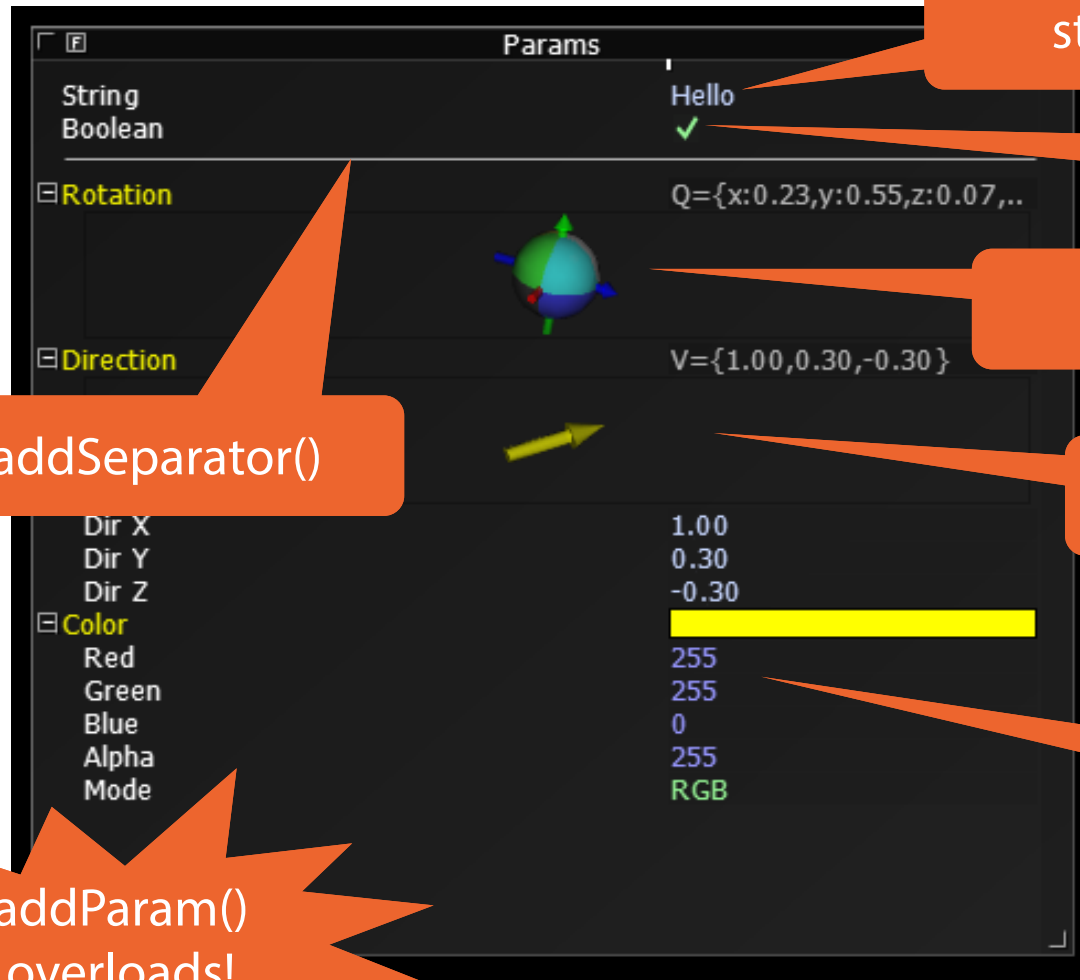 F Params
String Hello
Boolean
Rotation Q={x:0.23,y:0.55,z:0.07,..
Direction V={1.00,0.30,-0.30}
addSeparator()
Dir X 1.00
Dir Y 0.30
Dir Z -0.30
Color
Red 255
Green 255
Blue 0
Alpha 255
Mode RGB
addParam()
overloads!